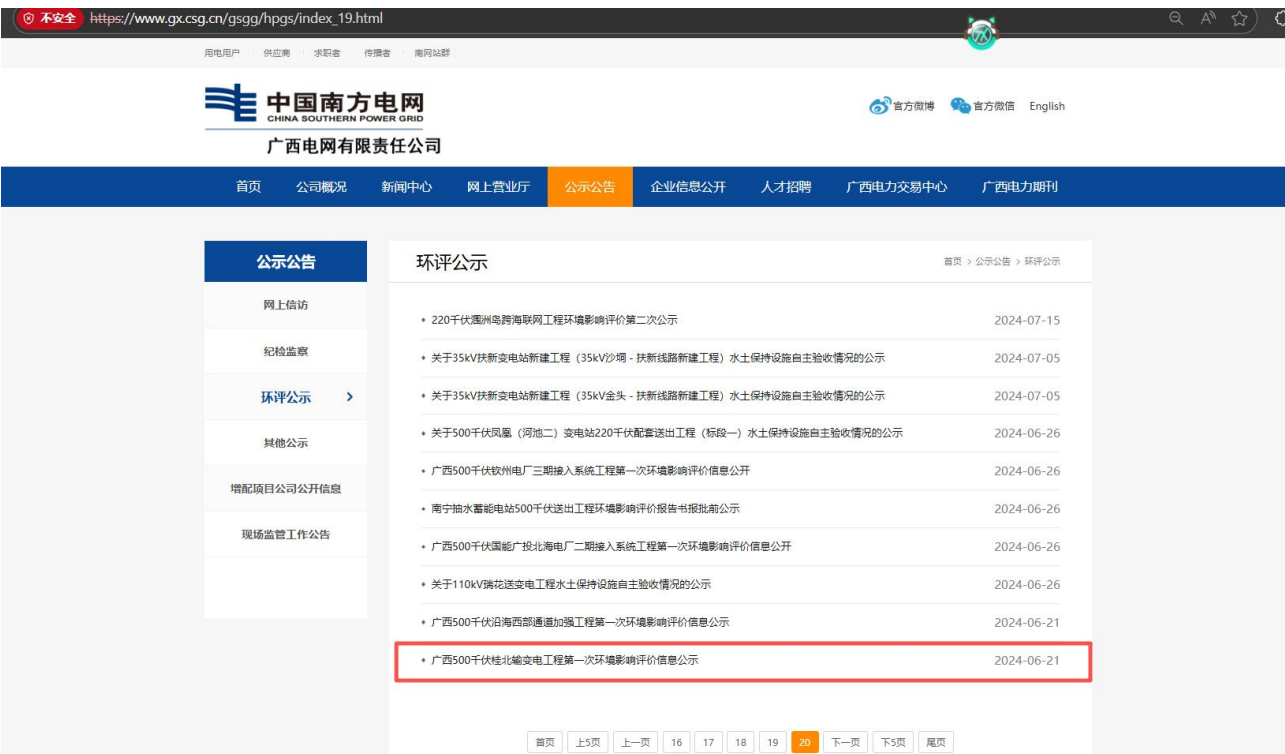 不安全 https://www.gx.csg.cn/gsgg/hpgs/index_19.html
用电用户 供应商 求职者 传播者 南网站群
中国南方电网
CHINA SOUTHERN POWER GRID
广西电网有限责任公司
官方微博 官方微信 English
首页 公司概况 新闻中心 网上营业厅 公示公告 企业信息公开 人才招聘 广西电力交易中心 广西电力期刊
公示公告
网上信访
纪检监察
环评公示 >
其他公示
增配项目公司公开信息
现场监管工作公告
环评公示 首页 > 公示公告 > 环评公示
220千伏涠洲岛跨海联网工程环境影响评价第二次公示 2024-07-15
关于35kV扶新变电站新建工程（35kV沙垌 - 扶新线路新建工程）水土保持设施自主验收情况的公示 2024-07-05
关于35kV扶新变电站新建工程（35kV金头 - 扶新线路新建工程）水土保持设施自主验收情况的公示 2024-07-05
关于500千伏凤凰（河池二）变电站220千伏配套送出工程（标段一）水土保持设施自主验收情况的公示 2024-06-26
广西500千伏钦州电厂三期接入系统工程第一次环境影响评价信息公开 2024-06-26
南宁抽水蓄能电站500千伏送出工程环境影响评价报告书报批前公示 2024-06-26
广西500千伏国能广投北海电厂二期接入系统工程第一次环境影响评价信息公开 2024-06-26
关于110kV瑞花送变电工程水土保持设施自主验收情况的公示 2024-06-26
广西500千伏沿海西部通道加强工程第一次环境影响评价信息公示 2024-06-21
广西500千伏桂北输变电工程第一次环境影响评价信息公示 2024-06-21
首页 上5页 上一页 16 17 18 19 20 下一页 下5页 尾页